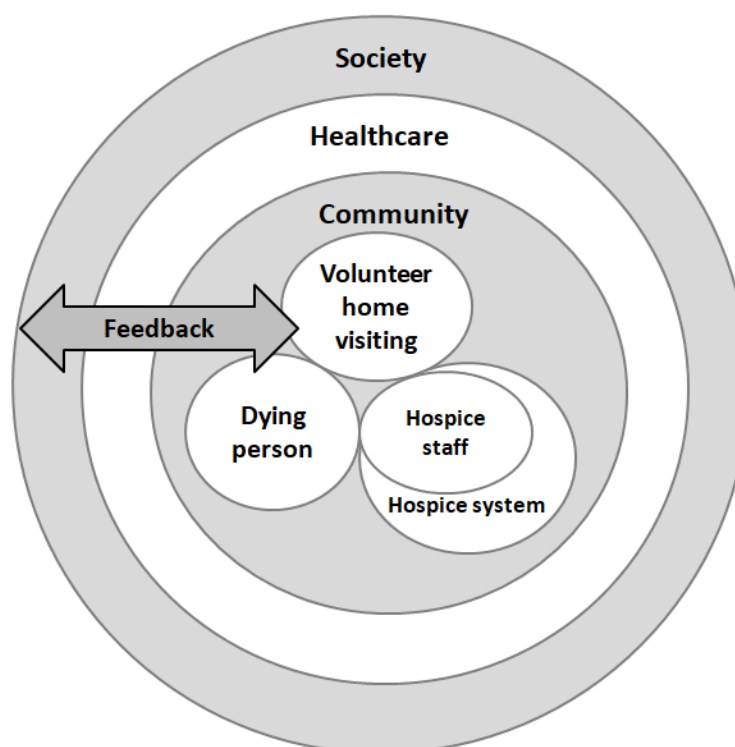 Society
Healthcare
Community
Volunteer
home
visiting
Feedback
Dying
person
Hospice
staff
Hospice system